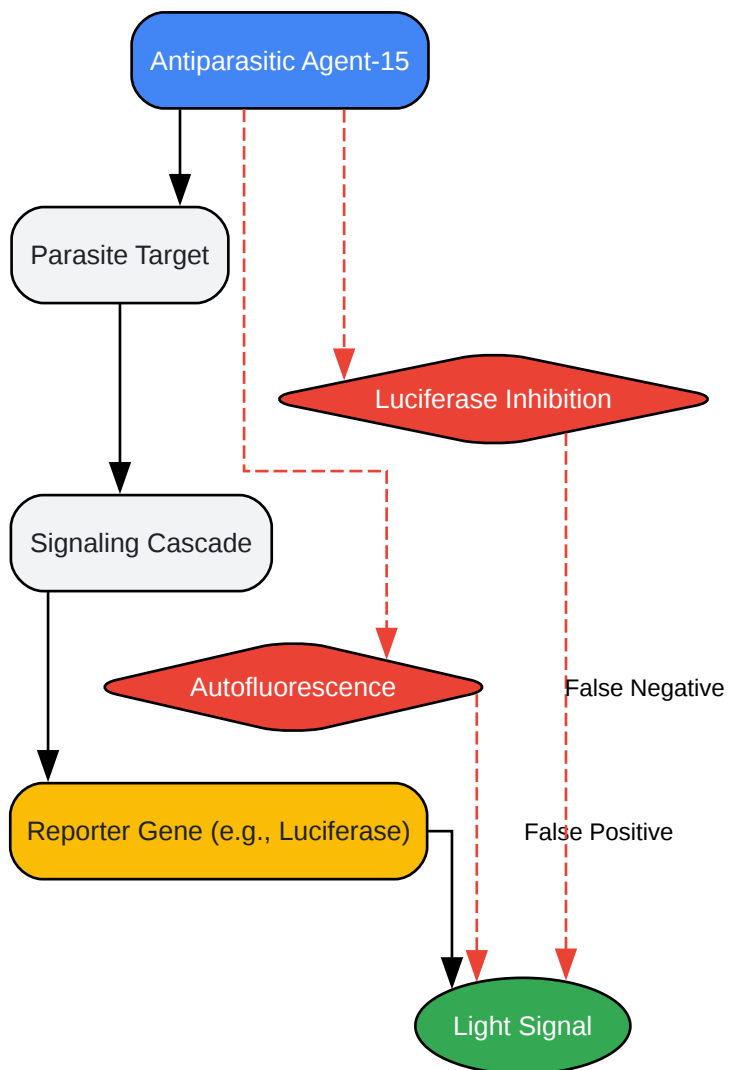 Antiparasitic Agent-15
Parasite Target
Luciferase Inhibition
Signaling Cascade
Autofluorescence
False Negative
Reporter Gene (e.g., Luciferase)
False Positive
Light Signal